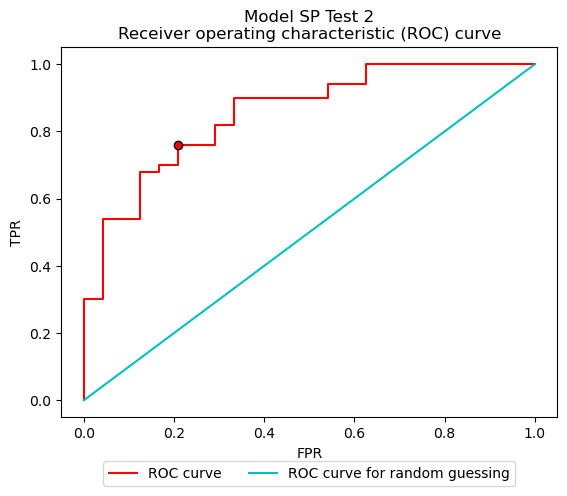 Model SP Test 2
Receiver operating characteristic (ROC) curve
TPR
1.0
0.8
0.6
0.4
0.2
0.0
0.0 0.2 0.4 0.6 0.8 1.0
FPR
ROC curve ROC curve for random guessing